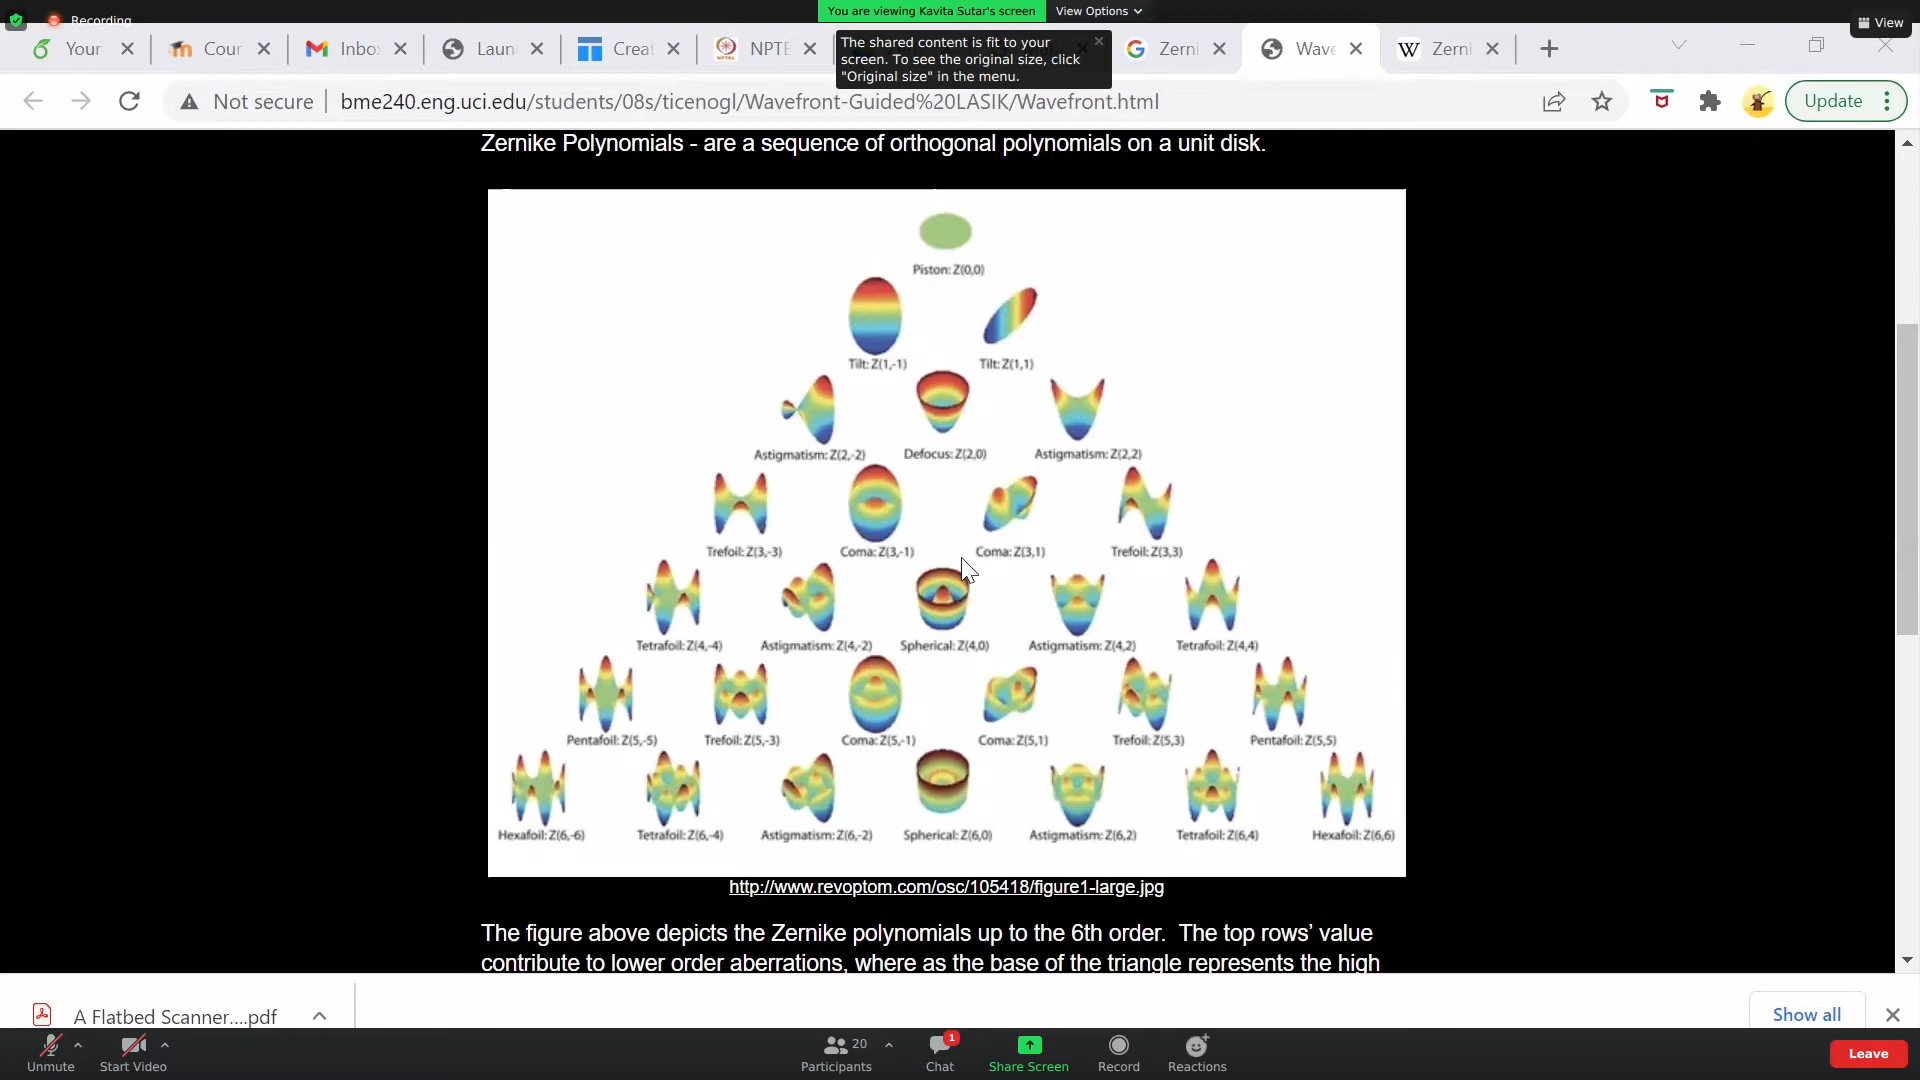 Recording
You are viewing Kavita Sutar's screen
View Options
View
Your
Cour
Inbo
Laun
Creat
NPTE
Zerni
Wave
Zerni
The shared content is fit to your
screen. To see the original size, click
"Original size" in the menu.
Not secure
bme240.eng.uci.edu/students/08s/ticenogl/Wavefront-Guided%20LASIK/Wavefront.html
Update
Zernike Polynomials - are a sequence of orthogonal polynomials on a unit disk.
Piston: Z(0,0)
Tilt: Z(1,-1)
Tilt: Z(1,1)
Astigmatism: Z(2,-2)
Defocus: Z(2,0)
Astigmatism: Z(2,2)
Trefoil: Z(3,-3)
Coma: Z(3,-1)
Coma: Z(3,1)
Trefoil: Z(3,3)
Tetrafoil: Z(4,-4)
Astigmatism: Z(4,-2)
Spherical: Z(4,0)
Astigmatism: Z(4,2)
Tetrafoil: Z(4,4)
Pentafoil: Z(5,-5)
Trefoil: Z(5,-3)
Coma: Z(5,-1)
Coma: Z(5,1)
Trefoil: Z(5,3)
Pentafoil: Z(5,5)
Hexafoil: Z(6,-6)
Tetrafoil: Z(6,-4)
Astigmatism: Z(6,-2)
Spherical: Z(6,0)
Astigmatism: Z(6,2)
Tetrafoil: Z(6,4)
Hexafoil: Z(6,6)
http://www.revoptom.com/osc/105418/figure1-large.jpg
The figure above depicts the Zernike polynomials up to the 6th order. The top rows' value
contribute to lower order aberrations, where as the base of the triangle represents the high
A Flatbed Scanner....pdf
Show all
Unmute
Start Video
20
Participants
1
Chat
Share Screen
Record
Reactions
Leave